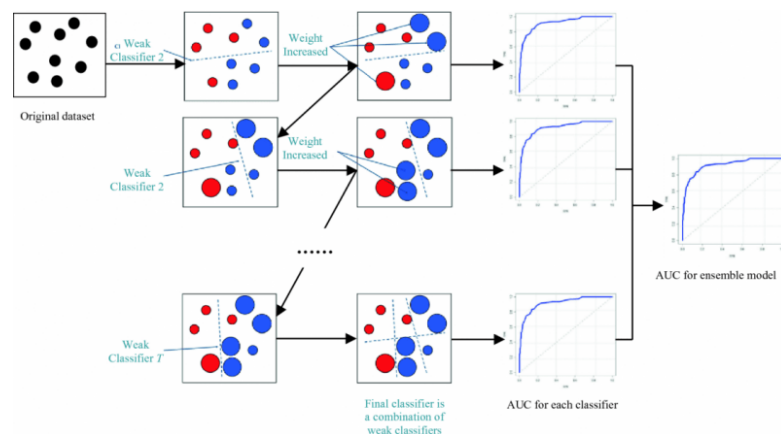 Weak
Classifier 2
Weight
Increased
Original dataset
Weak
Classifier 2
Weight
Increased
......
Weak
Classifier T
Final classifier is
a combination of
weak classifiers
AUC for each classifier
AUC for ensemble model